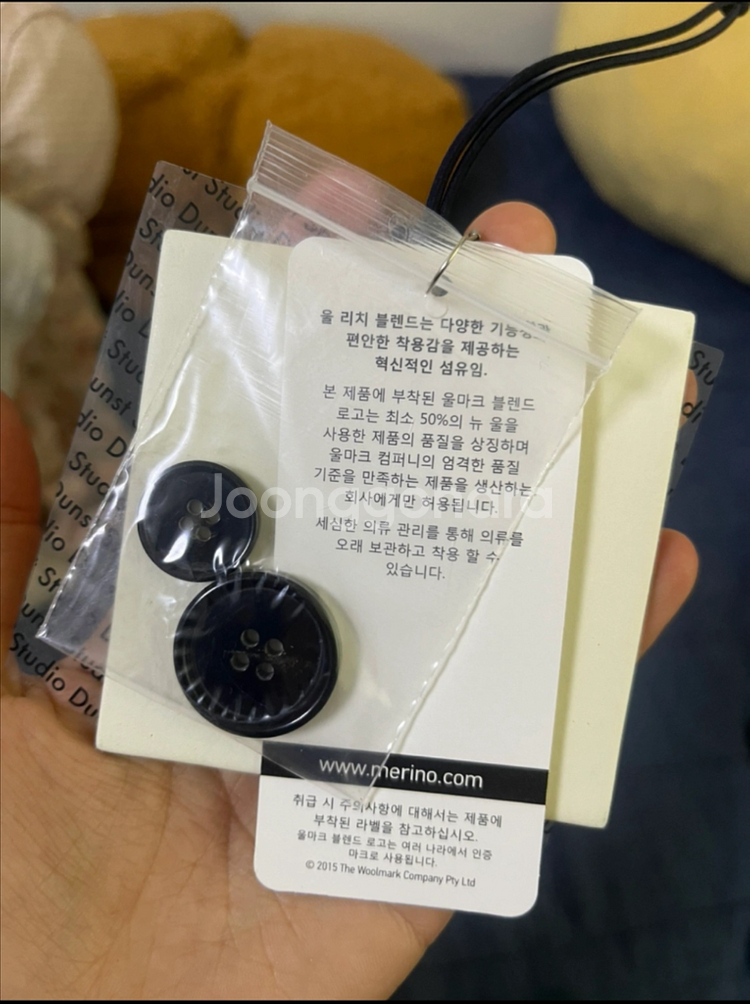 울 리치 블렌드는 다양한
편안한 착용감을 제공하는
혁신적인 섬유임.
본 제품에 부착된 울마크 블렌드
로고는 최소 50%의 뉴 울을
사용한 제품의 품질을 상징하며
울마크 컴퍼니의 엄격한 품질
기준을 만족하는 제품을 생산하는
회사에게만 허용됩니다.
세심한 의류 관리를 통해 의류를
오래 보관하고 착용 할 수
있습니다.
www.merino.com
취급 시 주의사항에 대해서는 제품에
부착된 라벨을 참고하십시오.
울마크 블렌드 로고는 여러 나라에서 인증
마크로 사용됩니다.
© 2015 The Woolmark Company Pty Ltd
Joonggonara
Studio Du